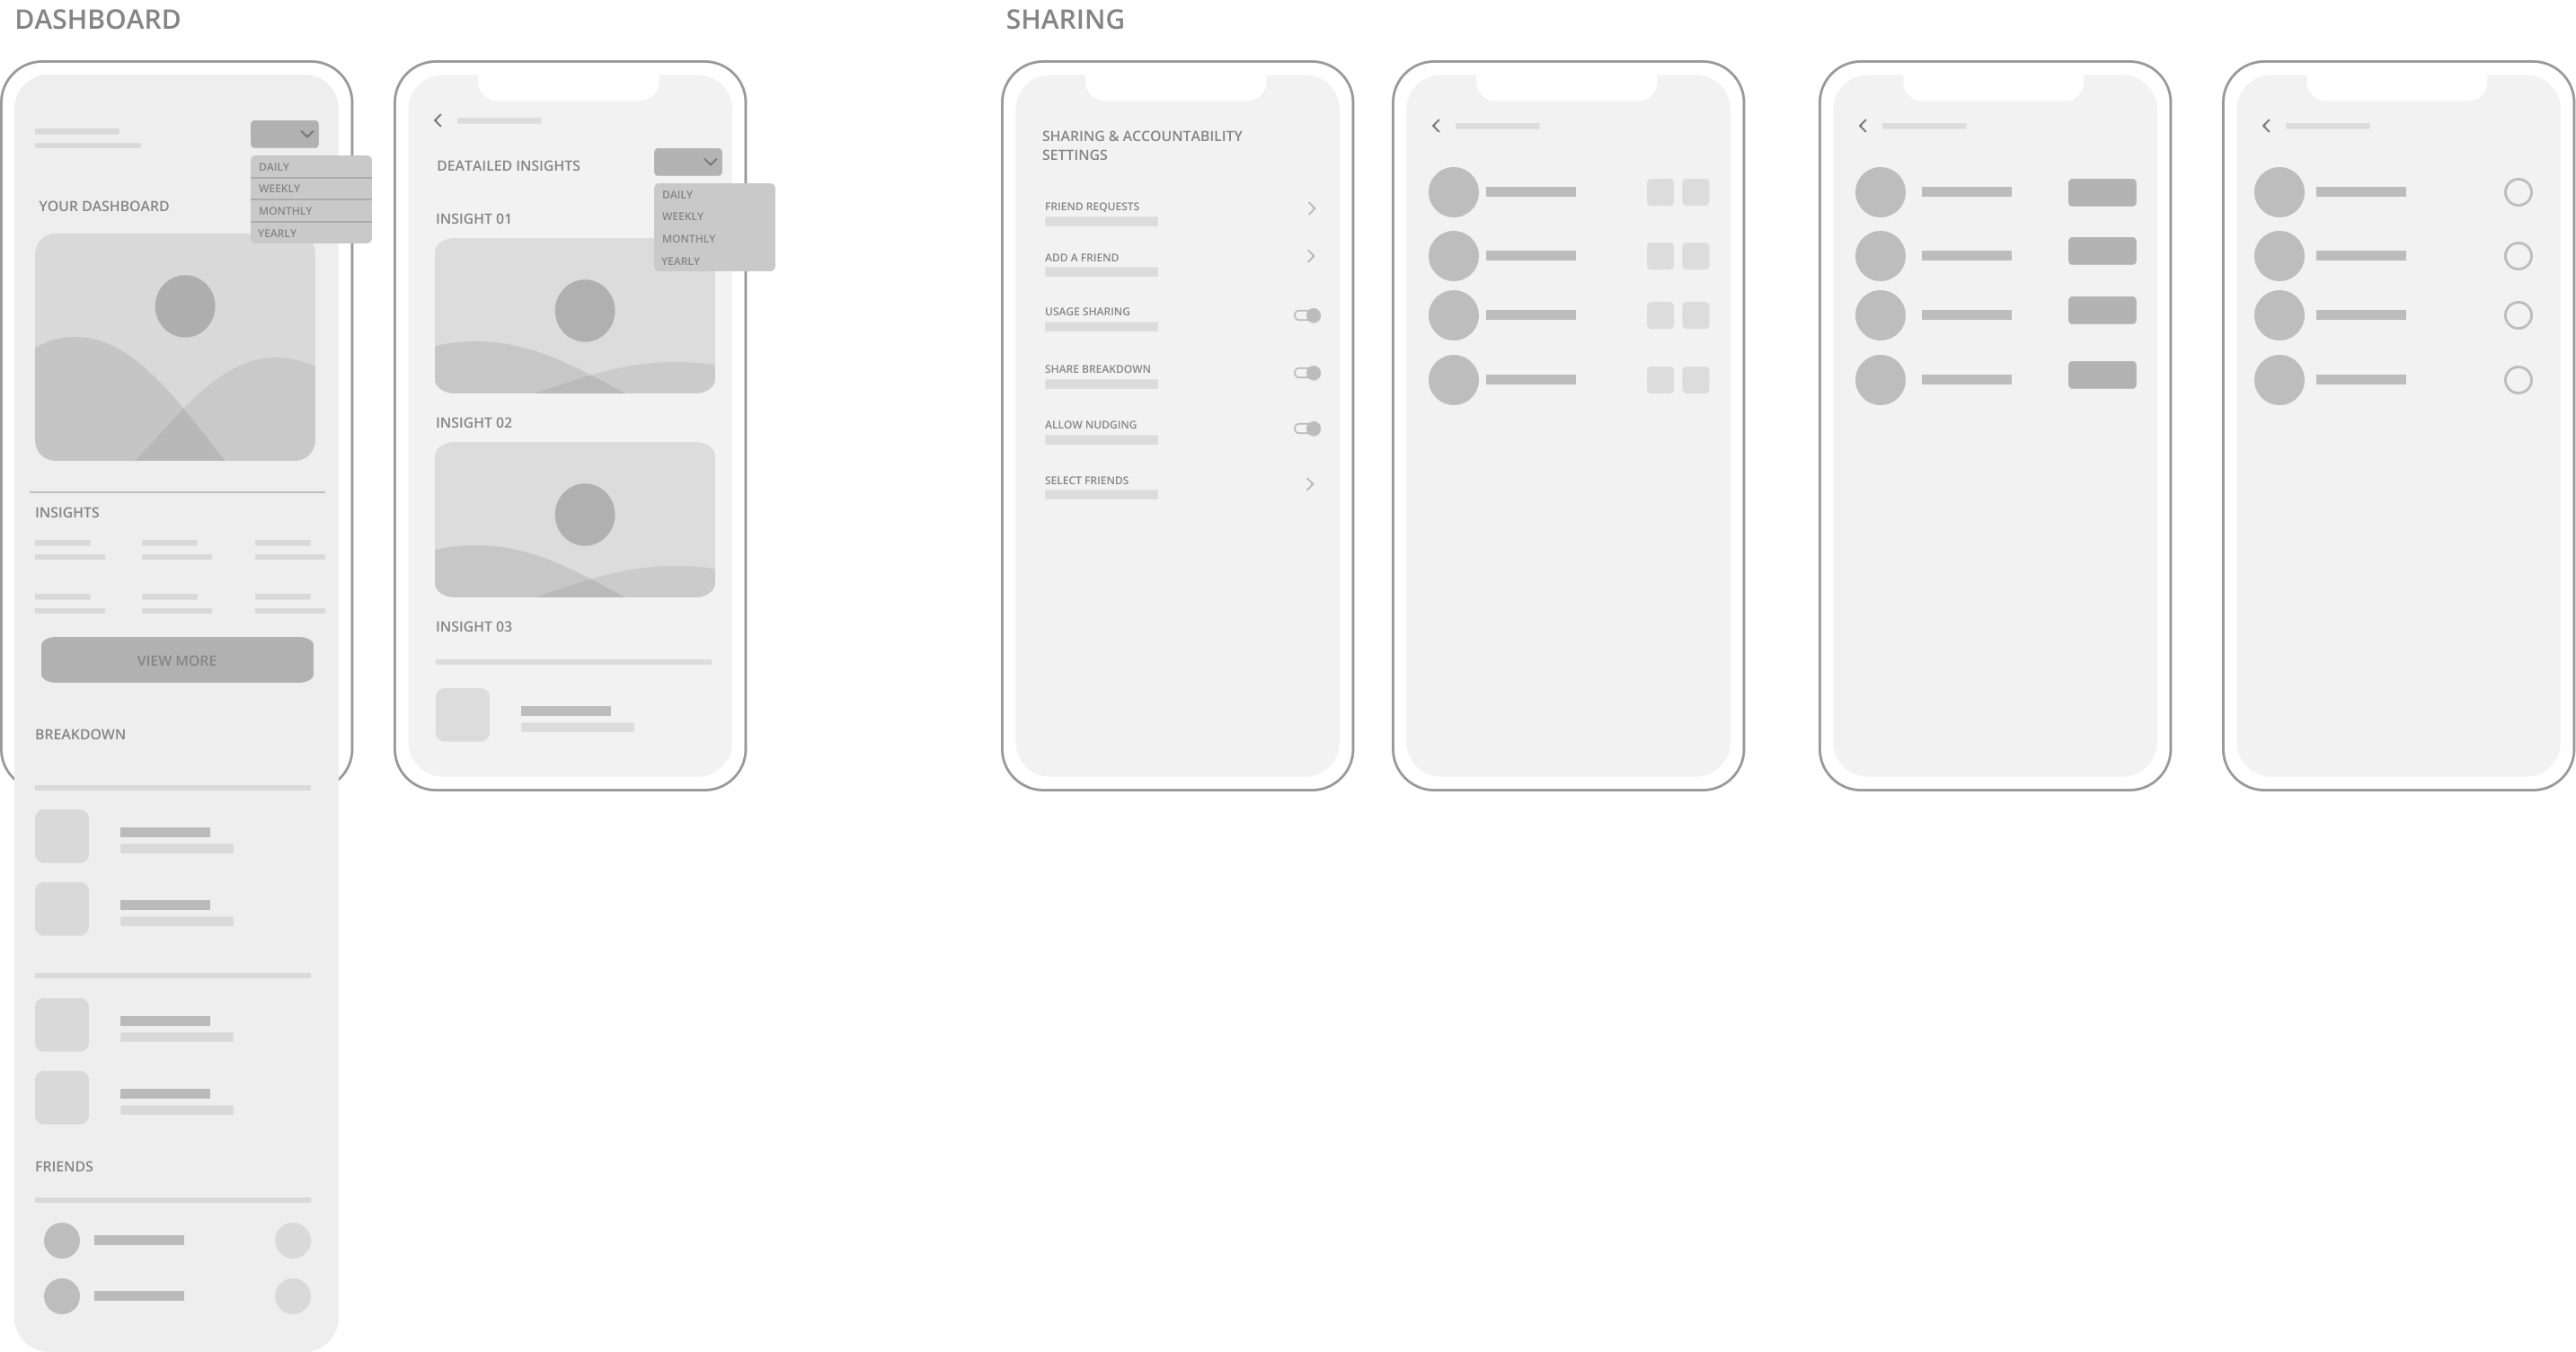 DASHBOARD
DAILY
WEEKLY
MONTHLY
YEARLY
YOUR DASHBOARD
INSIGHTS
VIEW MORE
BREAKDOWN
FRIENDS
DEATAILED INSIGHTS
DAILY
WEEKLY
MONTHLY
YEARLY
INSIGHT 01
INSIGHT 02
INSIGHT 03
SHARING
SHARING & ACCOUNTABILITY
SETTINGS
FRIEND REQUESTS
ADD A FRIEND
USAGE SHARING
SHARE BREAKDOWN
ALLOW NUDGING
SELECT FRIENDS